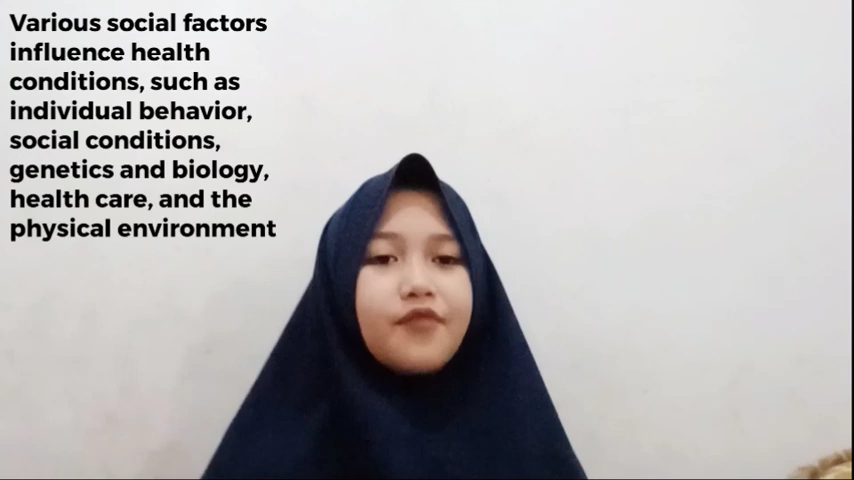 Various social factors
influence health
conditions, such as
individual behavior,
social conditions,
genetics and biology,
health care, and the
physical environment